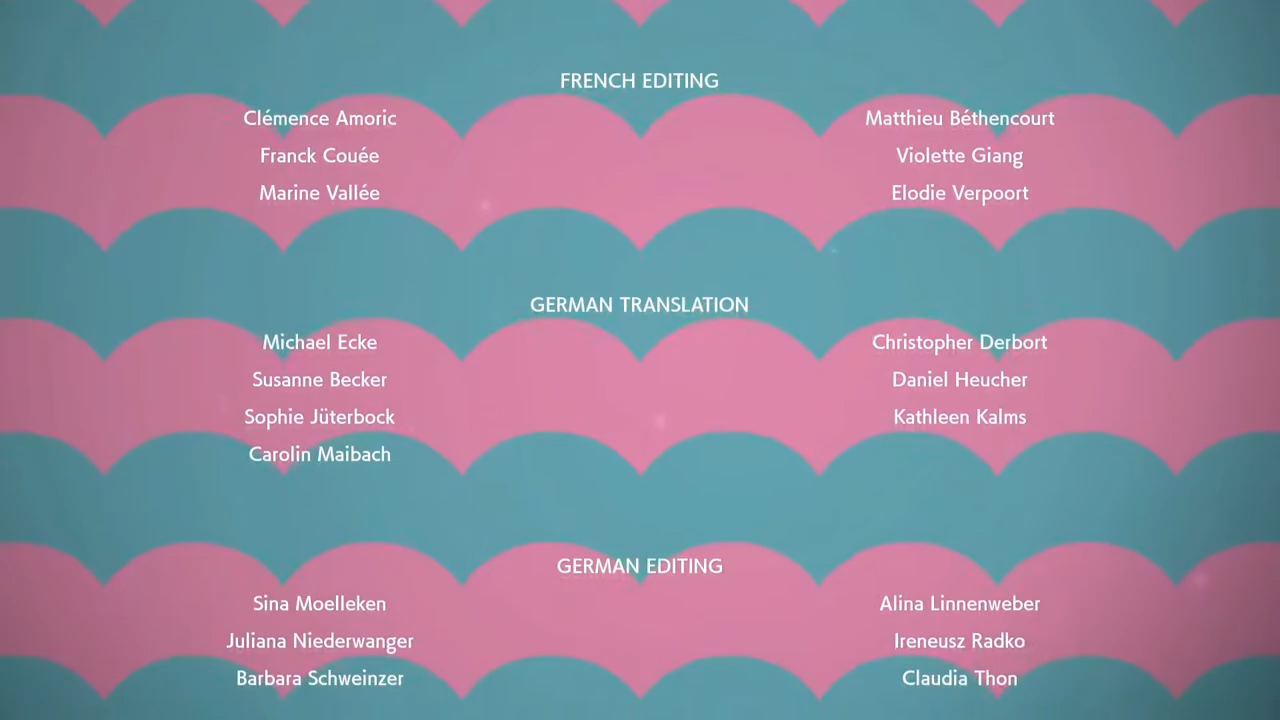 FRENCH EDITING
Clémence Amoric Matthieu Béthencourt
Franck Couée Violette Giang
Marine Vallée Elodie Verpoort
GERMAN TRANSLATION
Michael Ecke Christopher Derbort
Susanne Becker Daniel Heucher
Sophie Jüterbock Kathleen Kalms
Carolin Maibach
GERMAN EDITING
Sina Moelleken Alina Linnenweber
Juliana Niederwanger Ireneusz Radko
Barbara Schweinzer Claudia Thon